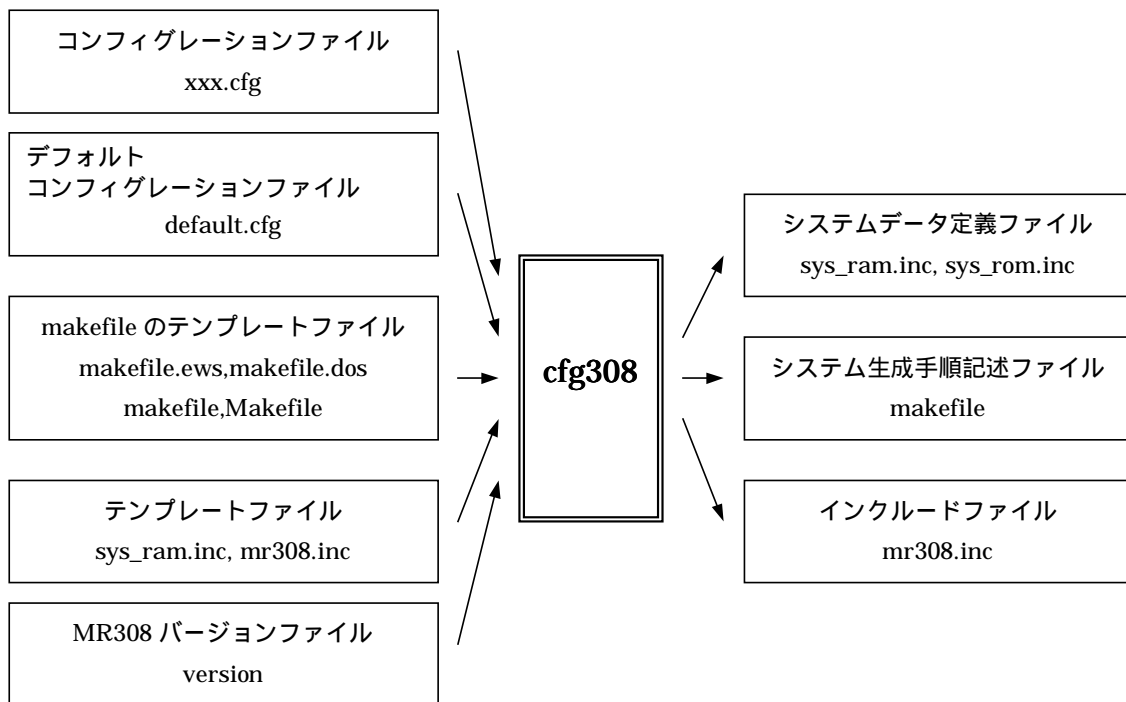 コンフィグレーションファイル
xxx.cfg
デフォルト
コンフィグレーションファイル
default.cfg
makefile のテンプレートファイル
makefile.ews,makefile.dos
makefile,Makefile
テンプレートファイル
sys_ram.inc, mr308.inc
MR308 バージョンファイル
version
cfg308
システムデータ定義ファイル
sys_ram.inc, sys_rom.inc
システム生成手順記述ファイル
makefile
インクルードファイル
mr308.inc